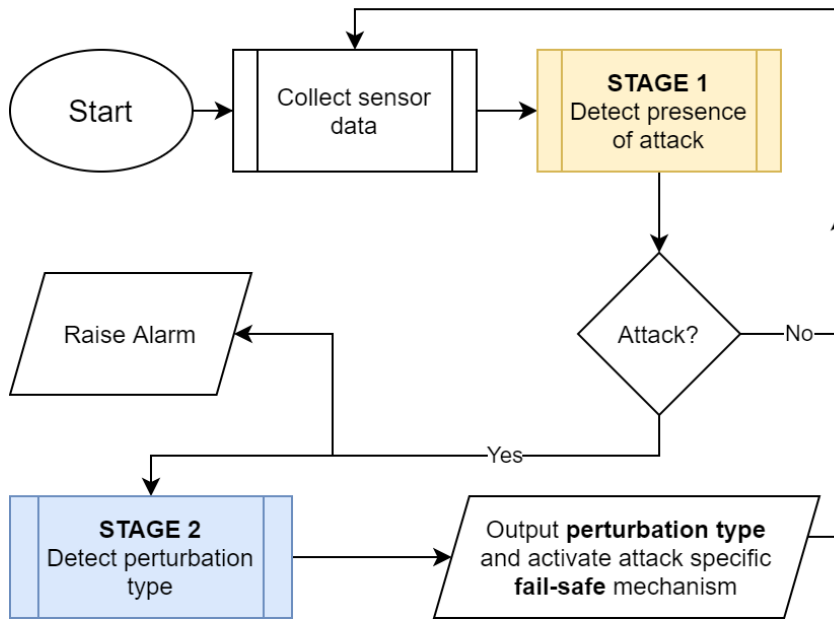 Start
Collect sensor
data
STAGE 1
Detect presence
of attack
Attack?
No
Raise Alarm
Yes
STAGE 2
Detect perturbation
type
Output perturbation type
and activate attack specific
fail-safe mechanism